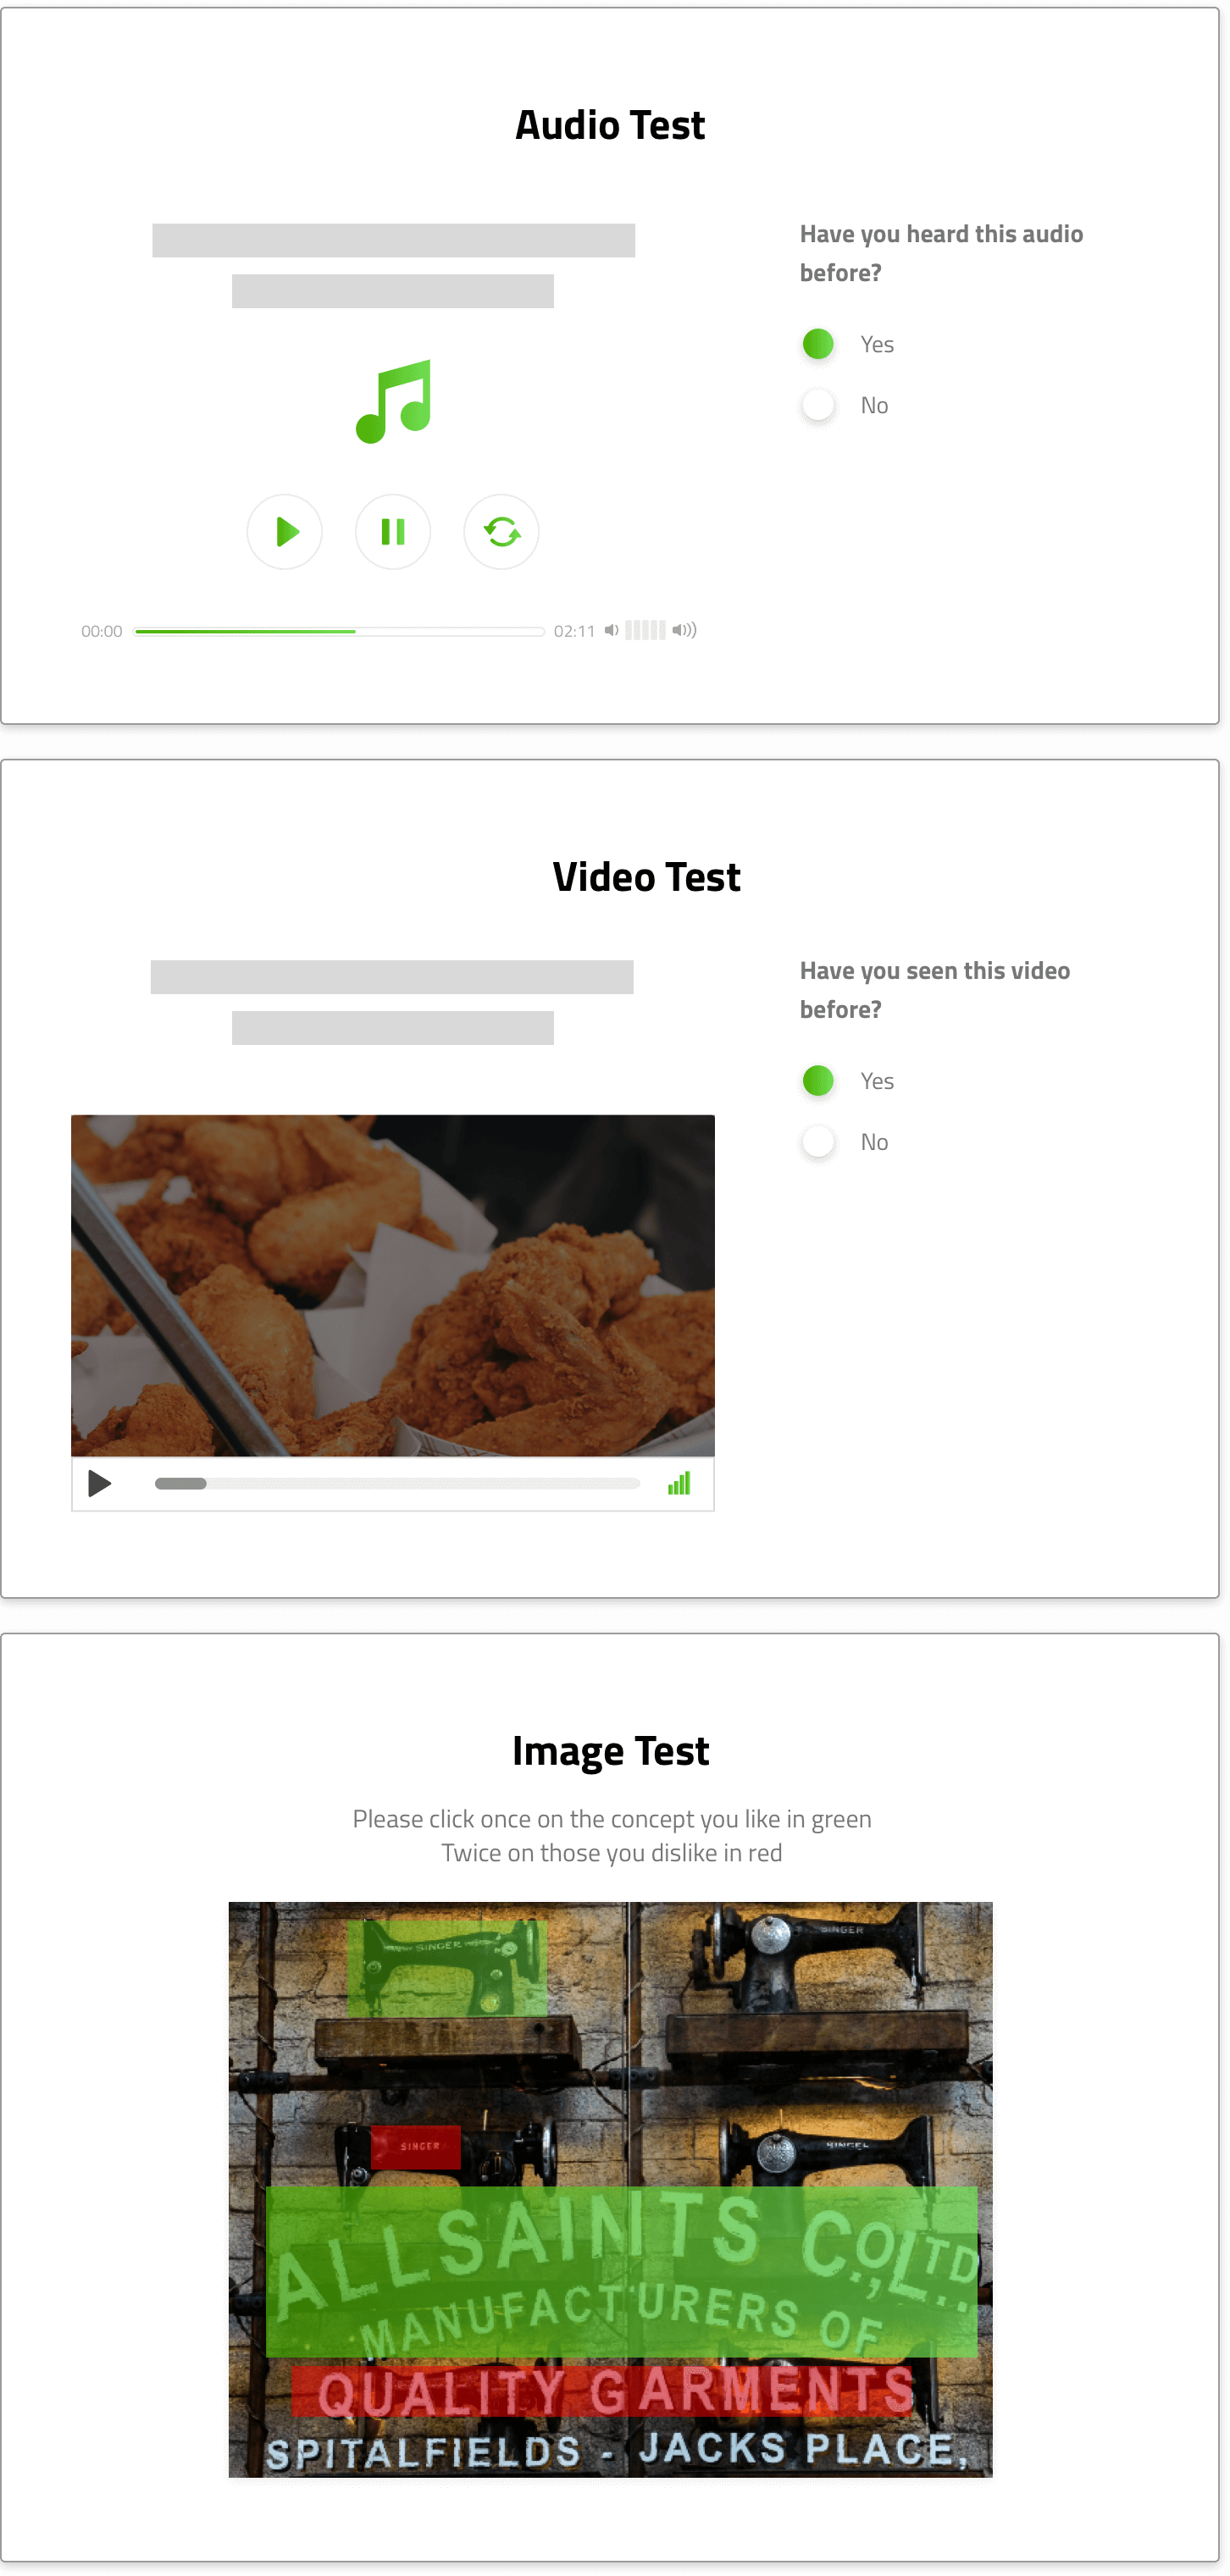 Audio Test
Have you heard this audio
before?
Yes
No
00:00
02:11
Video Test
Have you seen this video
before?
Yes
No
Image Test
Please click once on the concept you like in green
Twice on those you dislike in red
SINGER
SINGER
SINGER
SINGER
ALLSAINTS CO., LTD..
MANUFACTURERS OF
QUALITY GARMENTS
SPITALFIELDS - JACKS PLACE,